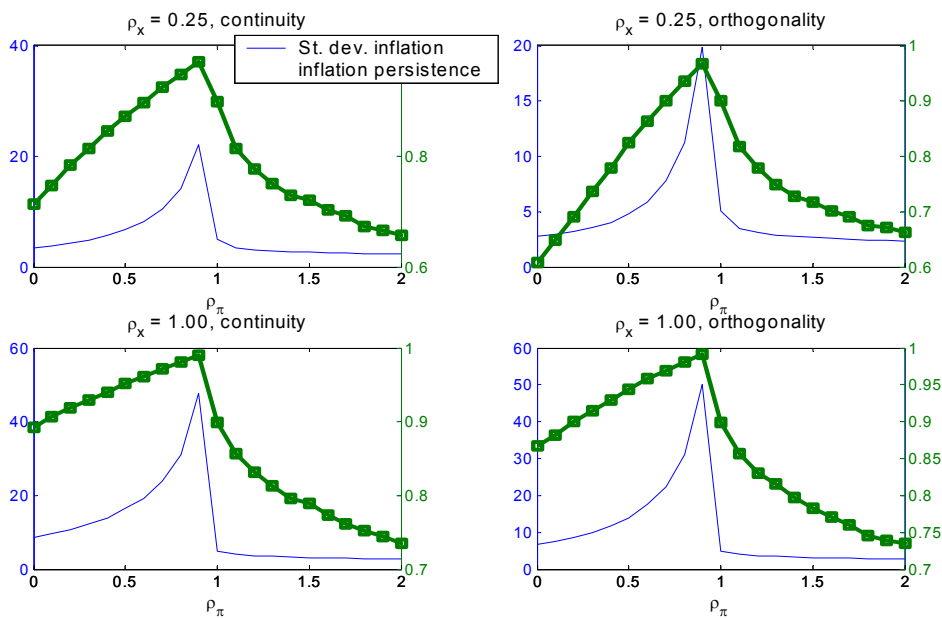 ρx = 0.25, continuity
40
20
0
0 0.5 1 1.5 2
0.8
0.6
ρπ
St. dev. inflation
inflation persistence
ρx = 0.25, orthogonality
20
15
10
5
0
0 0.5 1 1.5 2
1
0.9
0.8
0.7
0.6
ρπ
ρx = 1.00, continuity
60
40
20
0
0 0.5 1 1.5 2
1
0.9
0.8
0.7
ρπ
ρx = 1.00, orthogonality
60
50
40
30
20
10
0
0 0.5 1 1.5 2
1
0.95
0.9
0.85
0.8
0.75
0.7
ρπ